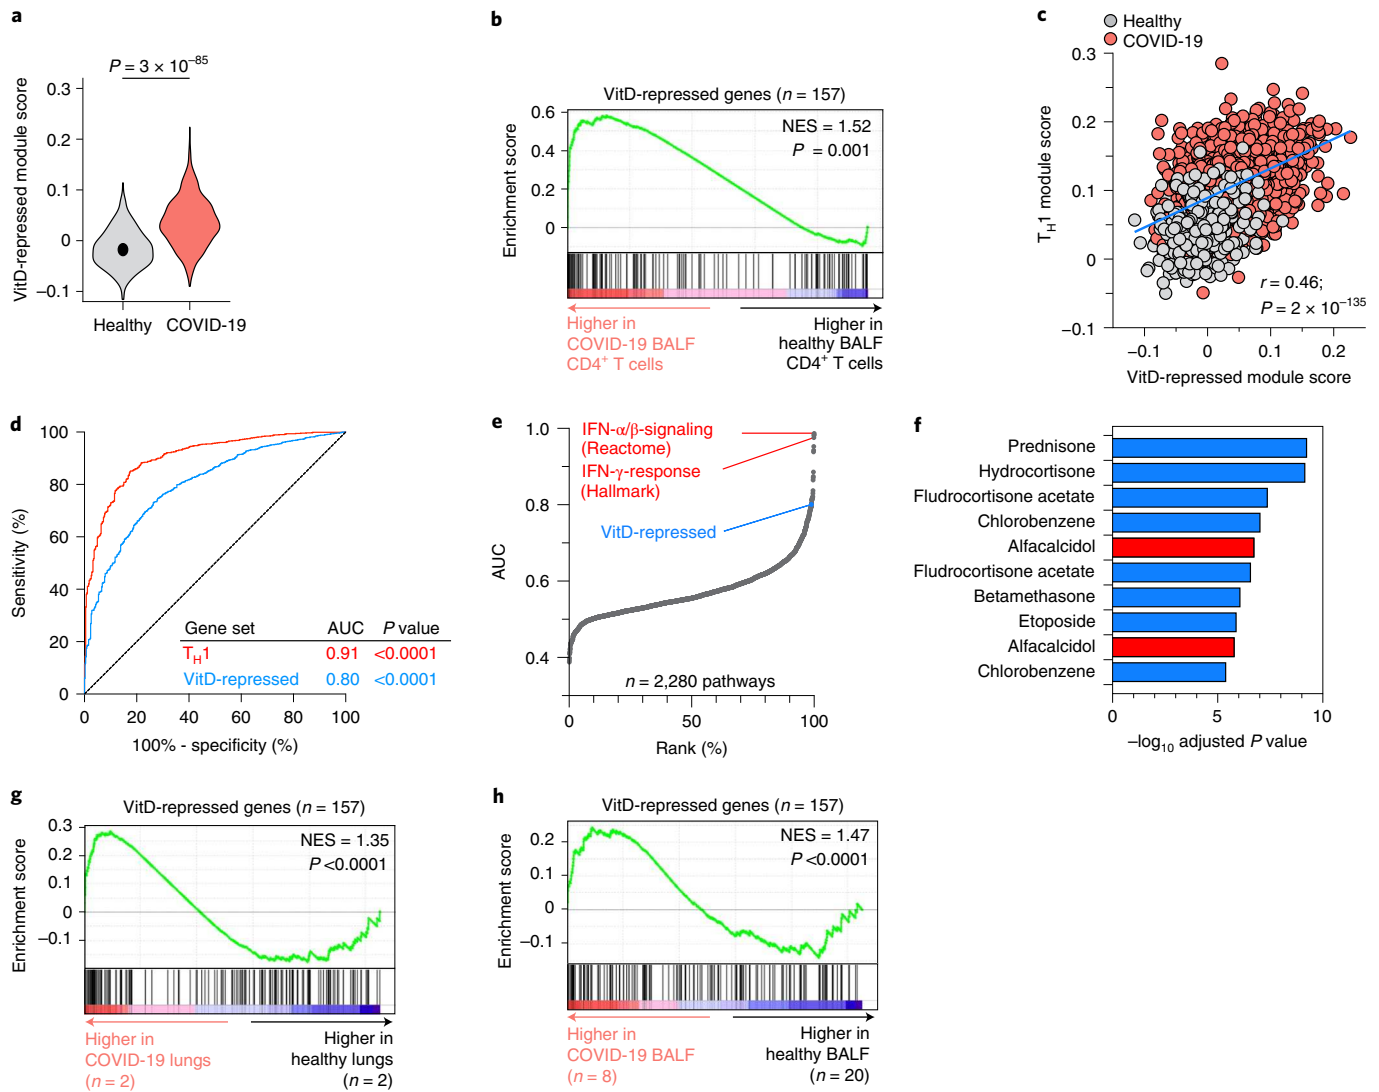 a
P = 3 × 10⁻⁸⁵
VitD-repressed module score
0.3
0.2
0.1
0
–0.1
Healthy
COVID-19
b
VitD-repressed genes (n = 157)
NES = 1.52
P = 0.001
Enrichment score
0.6
0.4
0.2
0
Higher in
COVID-19 BALF
CD4⁺ T cells
Higher in
healthy BALF
CD4⁺ T cells
c
Healthy
COVID-19
T_H1 module score
0.3
0.2
0.1
0
–0.1
r = 0.46;
P = 2 × 10⁻¹³⁵
–0.1
0
0.1
0.2
VitD-repressed module score
d
Sensitivity (%)
100
80
60
40
20
0
Gene set AUC P value
T_H1 0.91 <0.0001
VitD-repressed 0.80 <0.0001
0
20
40
60
80
100
100% - specificity (%)
e
AUC
1.0
0.8
0.6
0.4
IFN-α/β-signaling
(Reactome)
IFN-γ-response
(Hallmark)
VitD-repressed
n = 2,280 pathways
0
50
100
Rank (%)
f
Prednisone
Hydrocortisone
Fludrocortisone acetate
Chlorobenzene
Alfacalcidol
Fludrocortisone acetate
Betamethasone
Etoposide
Alfacalcidol
Chlorobenzene
0
5
10
–log₁₀ adjusted P value
g
VitD-repressed genes (n = 157)
NES = 1.35
P <0.0001
Enrichment score
0.3
0.2
0.1
0
–0.1
Higher in
COVID-19 lungs
(n = 2)
Higher in
healthy lungs
(n = 2)
h
VitD-repressed genes (n = 157)
NES = 1.47
P <0.0001
Enrichment score
0.2
0.1
0
–0.1
Higher in
COVID-19 BALF
(n = 8)
Higher in
healthy BALF
(n = 20)